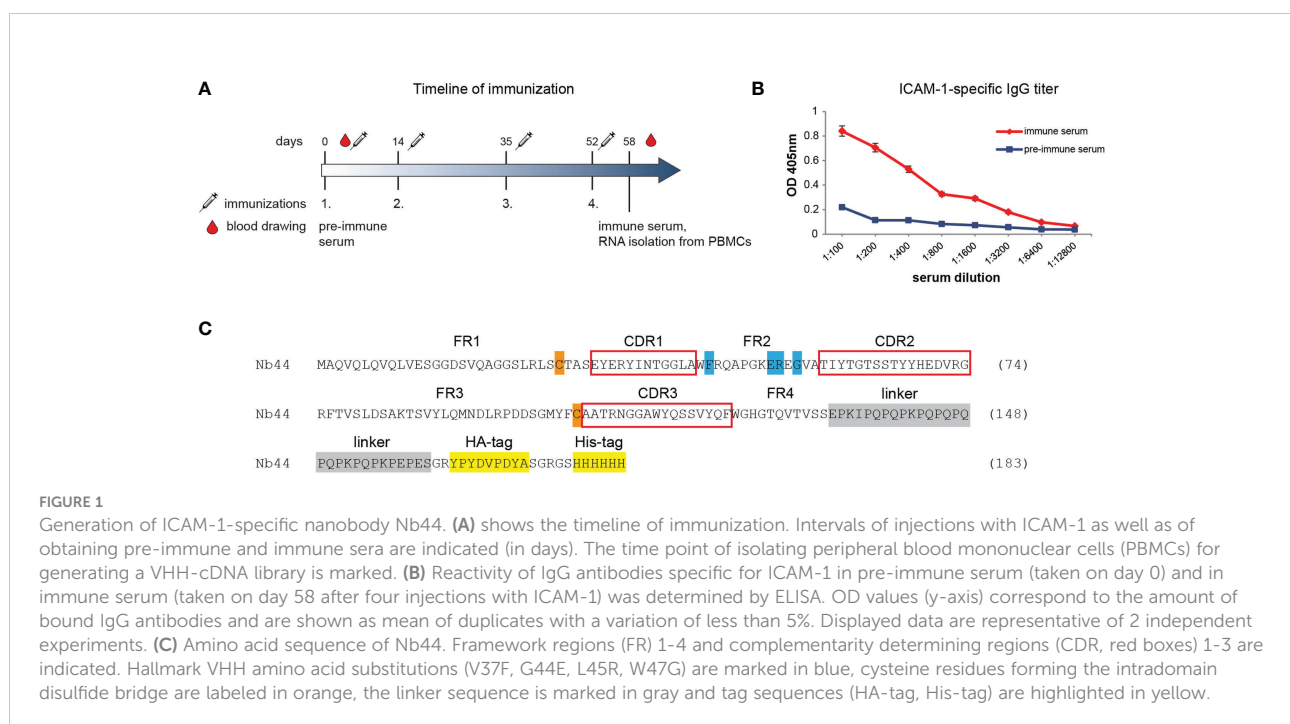 A
Timeline of immunization
days 0 14 35 52 58
immunizations 1. 2. 3. 4.
blood drawing pre-immune serum
immune serum,
RNA isolation from PBMCs
B
ICAM-1-specific IgG titer
OD 405nm
1
0.8
0.6
0.4
0.2
0
immune serum
pre-immune serum
1:100 1:200 1:400 1:800 1:1600 1:3200 1:6400 1:12800
serum dilution
C
FR1 CDR1 FR2 CDR2
Nb44 MAQVQLQVQLVESGGDSVQAGGSLRLSCTASEYERYINTGGLAWFRQAPGKEREGVATIYTGTSSTYYHEDVRG (74)
FR3 CDR3 FR4 linker
Nb44 RFTVSLDSAKTSVYLQMNDLRPDDSGMYFCAATRNGGAWYQSSVYQFWGHGTQVTVSSEPKIPQPQPKPQPQPQ (148)
linker HA-tag His-tag
Nb44 PQPKPQPKPEPESGRYPYDVPDYASGRGSHHHHHH (183)
FIGURE 1
Generation of ICAM-1-specific nanobody Nb44. (A) shows the timeline of immunization. Intervals of injections with ICAM-1 as well as of
obtaining pre-immune and immune sera are indicated (in days). The time point of isolating peripheral blood mononuclear cells (PBMCs) for
generating a VHH-cDNA library is marked. (B) Reactivity of IgG antibodies specific for ICAM-1 in pre-immune serum (taken on day 0) and in
immune serum (taken on day 58 after four injections with ICAM-1) was determined by ELISA. OD values (y-axis) correspond to the amount of
bound IgG antibodies and are shown as mean of duplicates with a variation of less than 5%. Displayed data are representative of 2 independent
experiments. (C) Amino acid sequence of Nb44. Framework regions (FR) 1-4 and complementarity determining regions (CDR, red boxes) 1-3 are
indicated. Hallmark VHH amino acid substitutions (V37F, G44E, L45R, W47G) are marked in blue, cysteine residues forming the intradomain
disulfide bridge are labeled in orange, the linker sequence is marked in gray and tag sequences (HA-tag, His-tag) are highlighted in yellow.